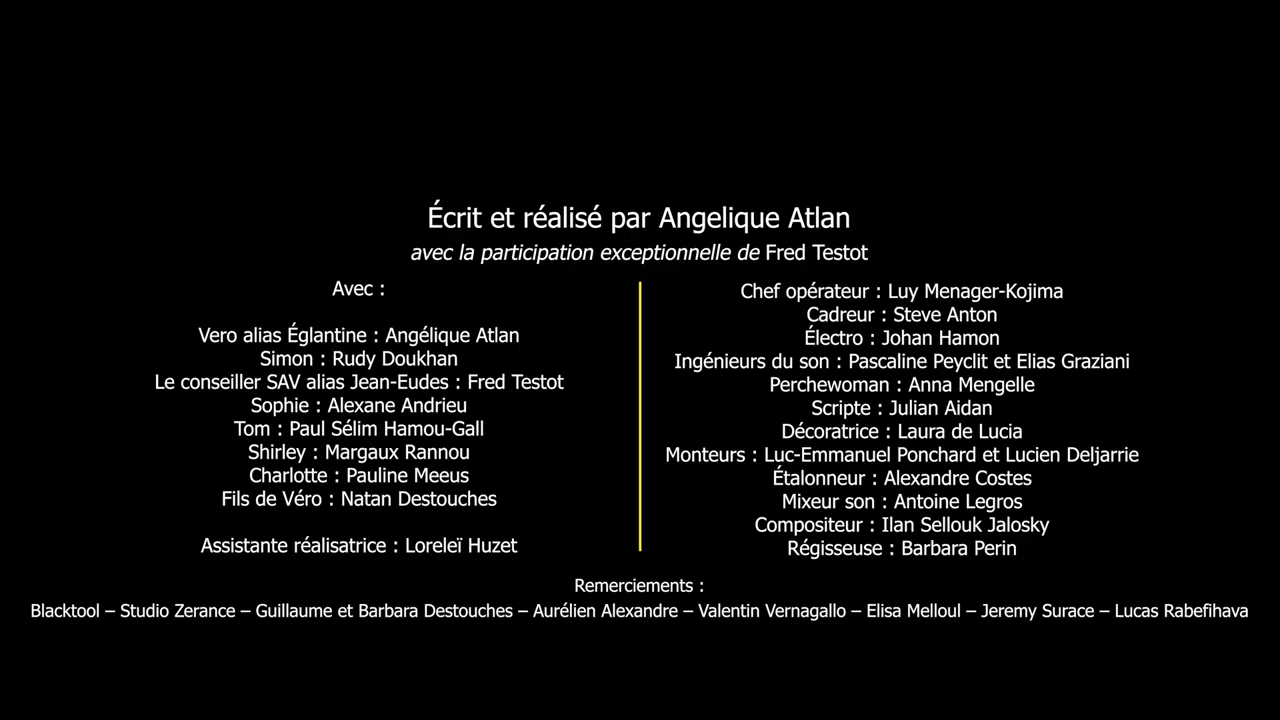 Écrit et réalisé par Angelique Atlan
avec la participation exceptionnelle de Fred Testot
Avec :
Vero alias Églantine : Angélique Atlan
Simon : Rudy Doukhan
Le conseiller SAV alias Jean-Eudes : Fred Testot
Sophie : Alexane Andrieu
Tom : Paul Sélim Hamou-Gall
Shirley : Margaux Rannou
Charlotte : Pauline Meeus
Fils de Véro : Natan Destouches
Assistante réalisatrice : Loreleï Huzet
Chef opérateur : Luy Menager-Kojima
Cadreur : Steve Anton
Électro : Johan Hamon
Ingénieurs du son : Pascaline Peyclit et Elias Graziani
Perchewoman : Anna Mengelle
Scripte : Julian Aidan
Décoratrice : Laura de Lucia
Monteurs : Luc-Emmanuel Ponchard et Lucien Deljarrie
Étalonneur : Alexandre Costes
Mixeur son : Antoine Legros
Compositeur : Ilan Sellouk Jalosky
Régisseuse : Barbara Perin
Remerciements :
Blacktool – Studio Zerance – Guillaume et Barbara Destouches – Aurélien Alexandre – Valentin Vernagallo – Elisa Melloul – Jeremy Surace – Lucas Rabefihava